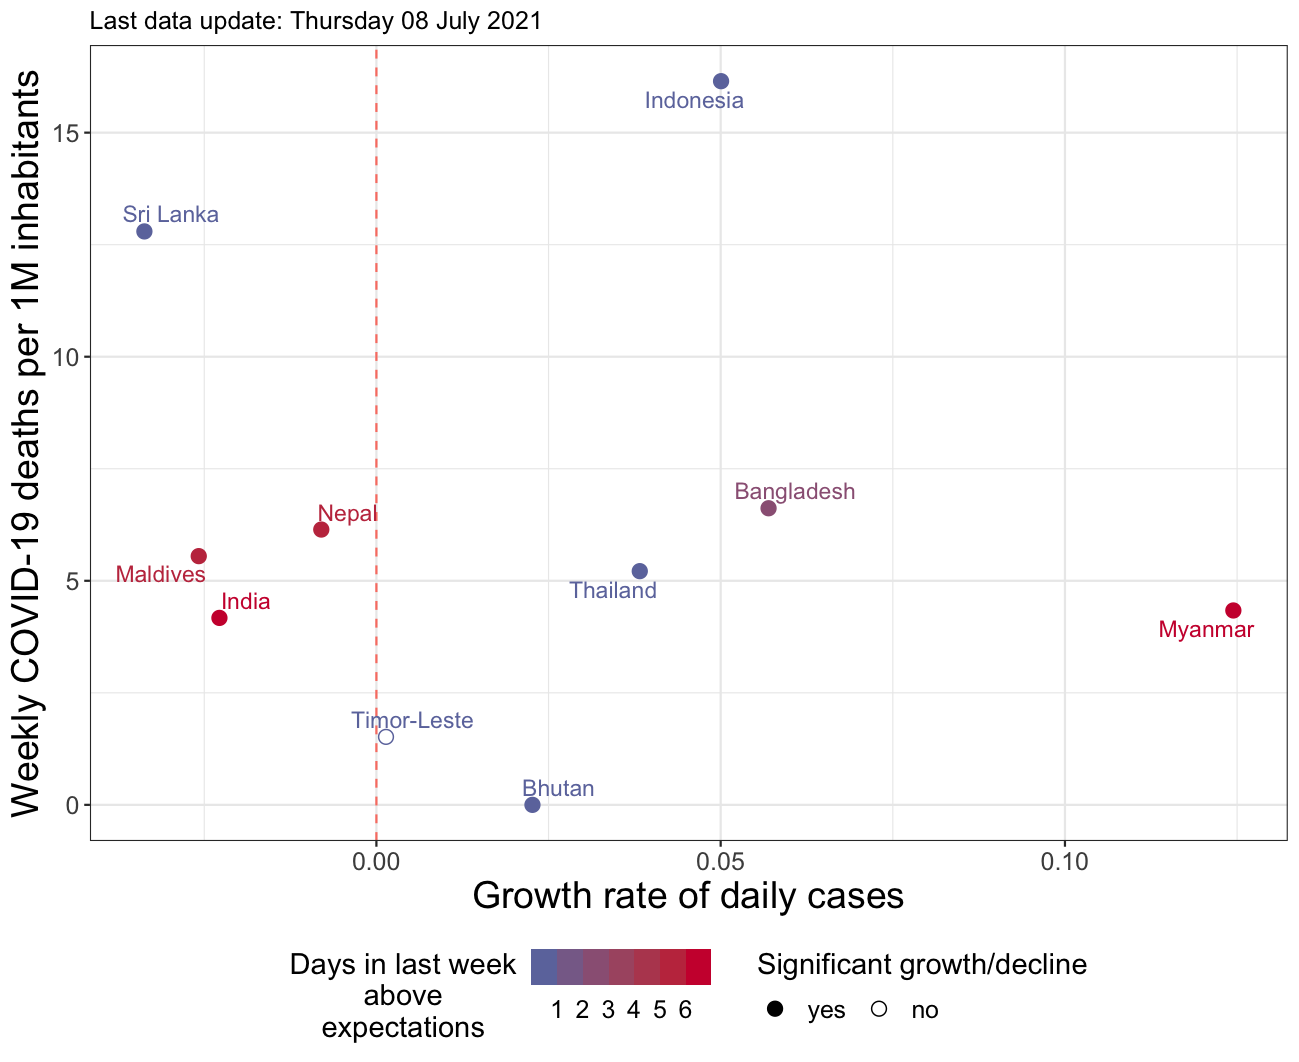 Last data update: Thursday 08 July 2021
Weekly COVID-19 deaths per 1M inhabitants
Indonesia
15
Sri Lanka
10
Bangladesh
Nepal
Maldives
5
Thailand
India
Myanmar
Timor-Leste
Bhutan
0
0.00 0.05 0.10
Growth rate of daily cases
Days in last week
above
expectations
1 2 3 4 5 6
Significant growth/decline
yes no